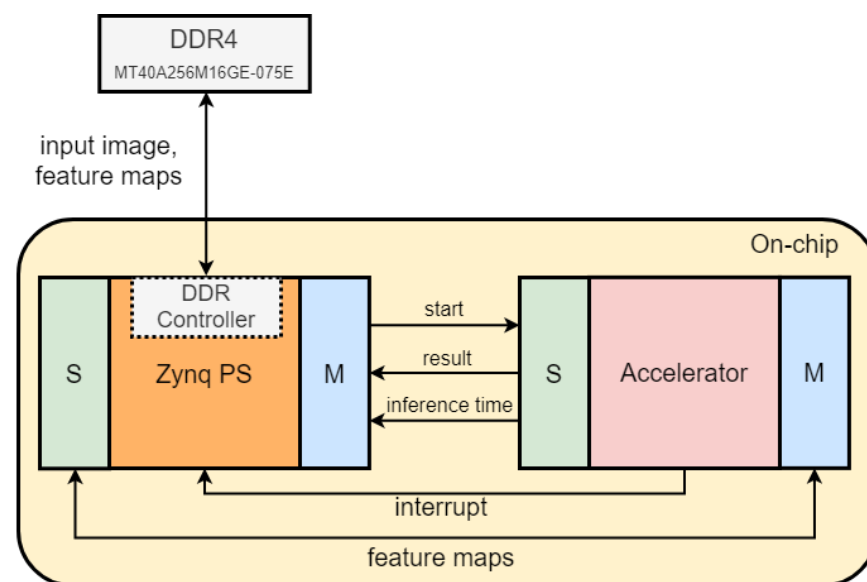 DDR4
MT40A256M16GE-075E
input image,
feature maps
On-chip
DDR
Controller
S
Zynq PS
M
start
result
inference time
S
Accelerator
M
interrupt
feature maps